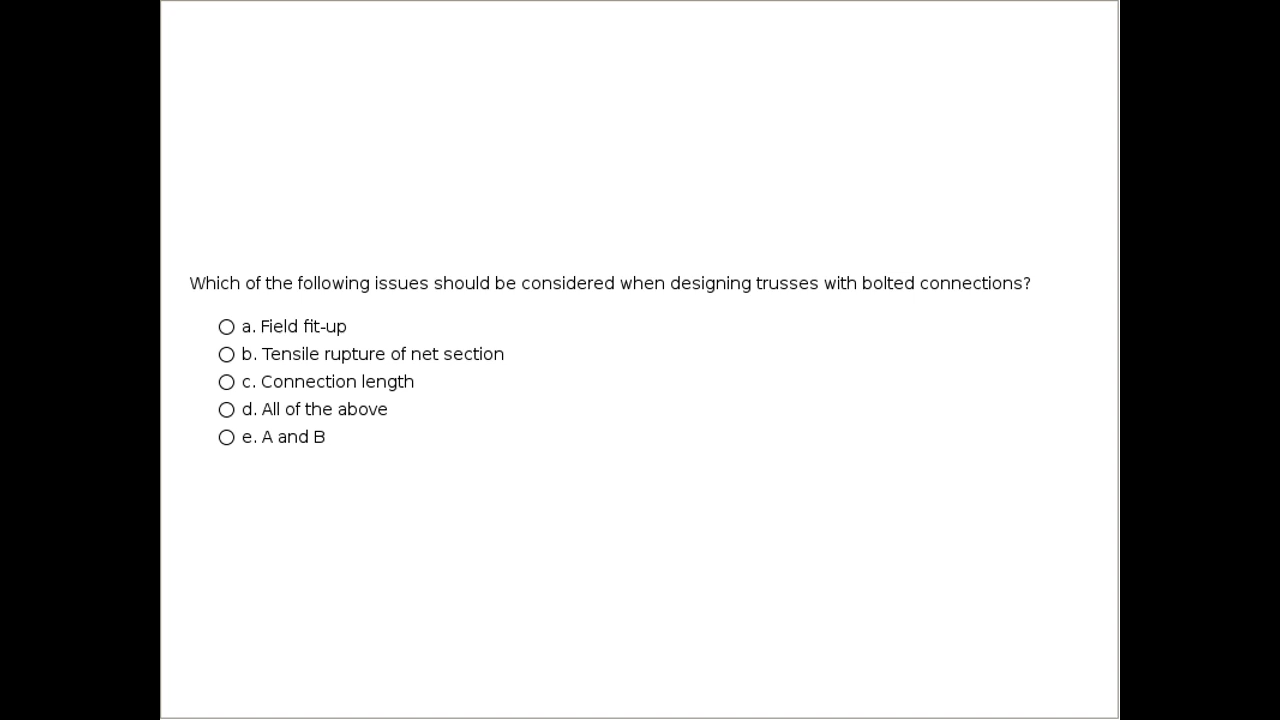 Which of the following issues should be considered when designing trusses with bolted connections?
a. Field fit-up
b. Tensile rupture of net section
c. Connection length
d. All of the above
e. A and B